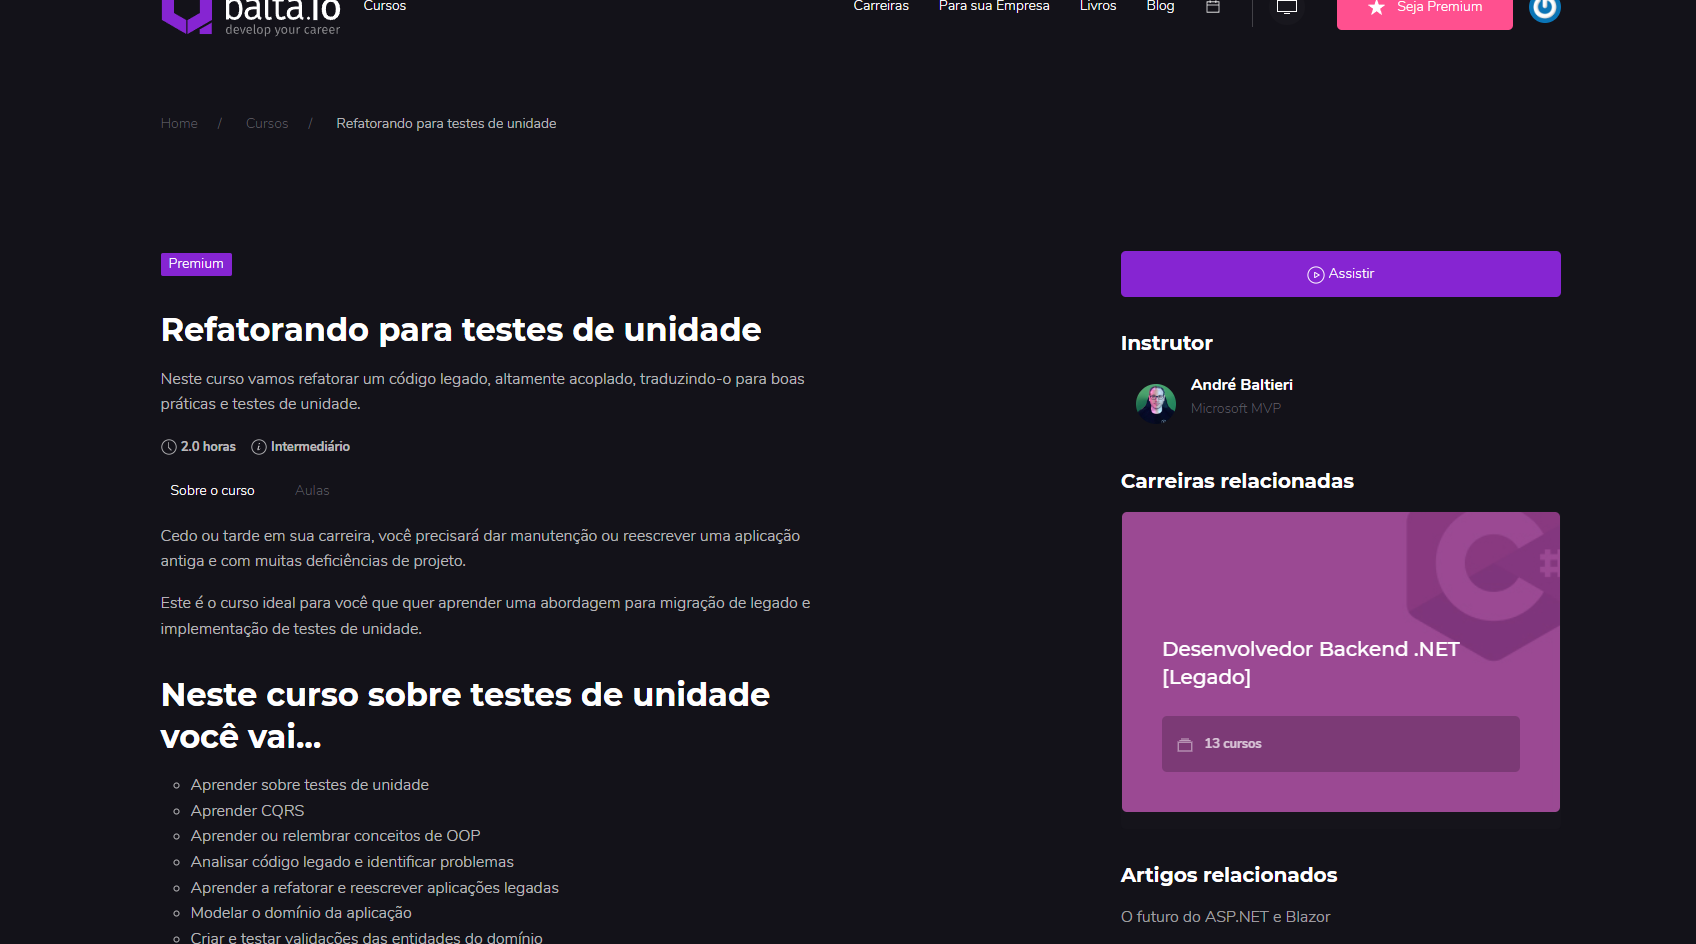 balta.io
develop your career
Cursos
Carreiras
Para sua Empresa
Livros
Blog
Seja Premium
Home / Cursos / Refatorando para testes de unidade
Premium
Refatorando para testes de unidade
Neste curso vamos refatorar um código legado, altamente acoplado, traduzindo-o para boas
práticas e testes de unidade.
2.0 horas
Intermediário
Sobre o curso
Aulas
Cedo ou tarde em sua carreira, você precisará dar manutenção ou reescrever uma aplicação
antiga e com muitas deficiências de projeto.
Este é o curso ideal para você que quer aprender uma abordagem para migração de legado e
implementação de testes de unidade.
Neste curso sobre testes de unidade
você vai...
Aprender sobre testes de unidade
Aprender CQRS
Aprender ou relembrar conceitos de OOP
Analisar código legado e identificar problemas
Aprender a refatorar e reescrever aplicações legadas
Modelar o domínio da aplicação
Criar e testar validações das entidades do domínio
Assistir
Instrutor
André Baltieri
Microsoft MVP
Carreiras relacionadas
C#
Desenvolvedor Backend .NET
[Legado]
13 cursos
Artigos relacionados
O futuro do ASP.NET e Blazor